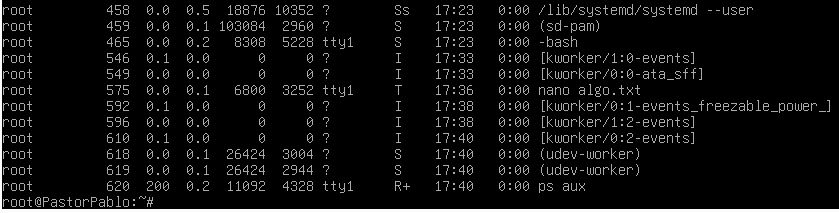 root         458  0.0  0.5  18876 10352 ?        Ss   17:23   0:00 /lib/systemd/systemd --user
root         459  0.0  0.1 103084  2960 ?        S    17:23   0:00 (sd-pam)
root         465  0.0  0.2   8308  5228 tty1     S    17:23   0:00 -bash
root         546  0.1  0.0      0     0 ?        I    17:33   0:00 [kworker/1:0-events]
root         549  0.0  0.0      0     0 ?        I    17:33   0:00 [kworker/0:0-ata_sff]
root         575  0.0  0.1   6800  3252 tty1     T    17:36   0:00 nano algo.txt
root         592  0.1  0.0      0     0 ?        I    17:38   0:00 [kworker/0:1-events_freezable_power_]
root         596  0.0  0.0      0     0 ?        I    17:38   0:00 [kworker/1:2-events]
root         610  0.1  0.0      0     0 ?        I    17:40   0:00 [kworker/0:2-events]
root         618  0.0  0.1  26424  3004 ?        S    17:40   0:00 (udev-worker)
root         619  0.0  0.1  26424  2944 ?        S    17:40   0:00 (udev-worker)
root         620  200  0.2  11092  4328 tty1     R+   17:40   0:00 ps aux
root@PastorPablo:~#